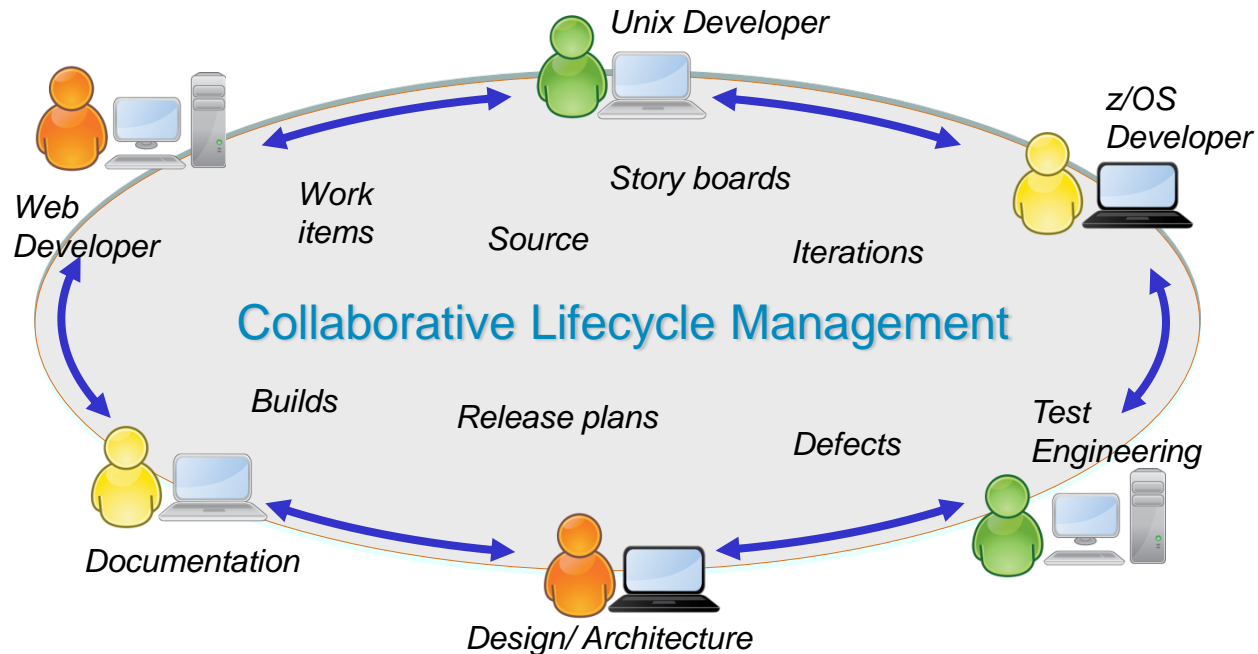 Unix Developer
z/OS
Developer
Story boards
Work
items
Web
Developer
Source
Iterations
Collaborative Lifecycle Management
Builds
Release plans
Defects
Test
Engineering
Documentation
Design/ Architecture